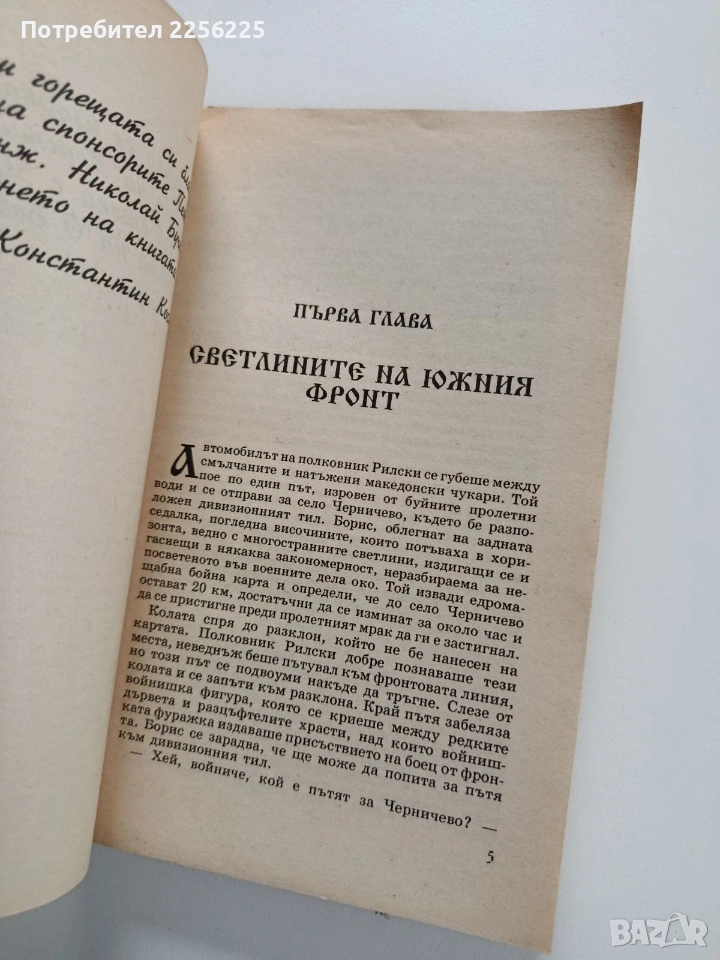 Потребител 2256225
и горещата си
на спонсорите
инж. Николай
нето на книгата
Константин
ПЪРВА ГЛАВА
СВЕТЛИНИТЕ НА ЮЖНИЯ
ФРОНТ
Автомобилът на полковник Рилски се губеше между
смълчаните и натъжени македонски чукари. Той
пое по един път, изровен от буйните пролетни
води и се отправи за село Черничево, където бе разпо-
ложен дивизионният тил. Борис, облегнат на задната
седалка, погледна височините, които потъваха в хори-
зонта, ведно с многостранните светлини, издигащи се и
гаснещи в някаква закономерност, неразбираема за не-
посветеното във военните дела око. Той извади едрома-
щабна бойна карта и определи, че до село Черничево
остават 20 км, достатъчни да се изминат за около час и
да се пристигне преди пролетният мрак да ги е застигнал.
Колата спря до разклон, който не бе нанесен на
картата. Полковник Рилски добре познаваше тези
места, неведнъж беше пътувал към фронтовата линия,
но този път се подвоуми накъде да тръгне. Слезе от
колата и се запъти към разклона. Край пътя забеляза
войнишка фигура, която се криеше между редките
дървета и разцъфтелите храсти, над които войниш-
ката фуражка издаваше присъствието на боец от фрон-
та. Борис се зарадва, че ще може да попита за пътя
към дивизионния тил.
— Хей, войниче, кой е пътят за Черничево? —
5
BAZAR